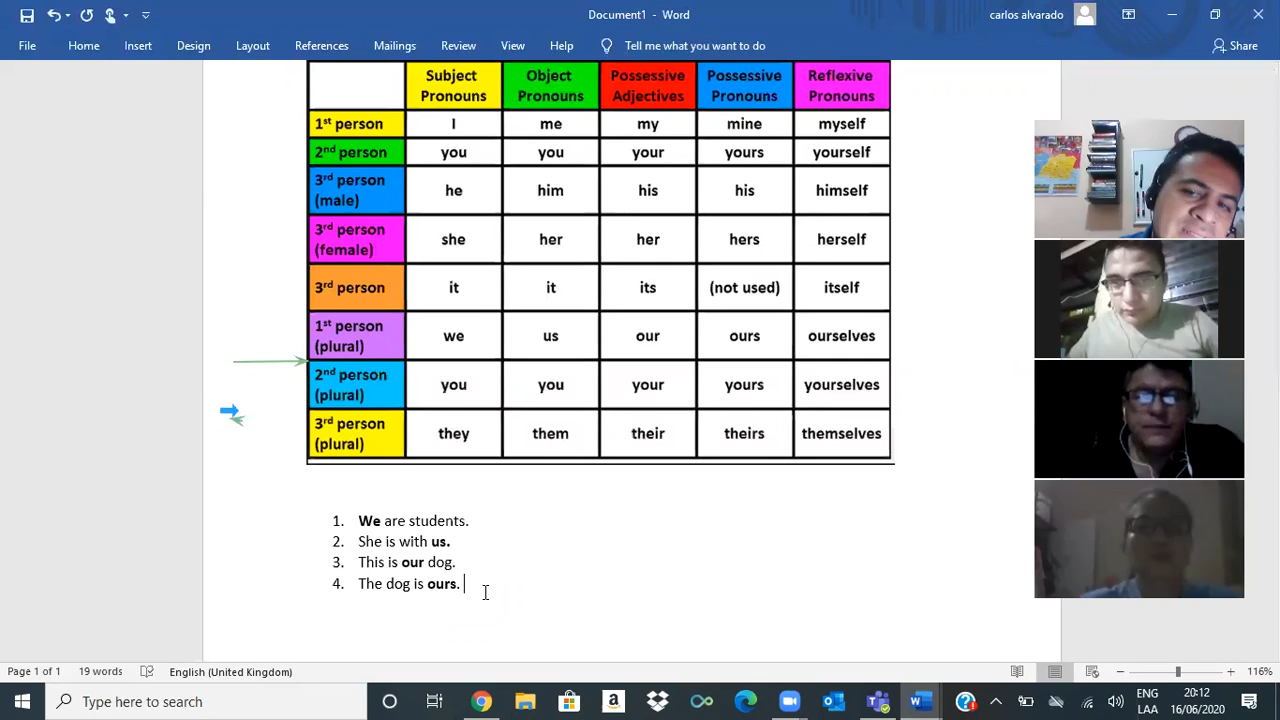 Document1 - Word
carlos alvarado
File Home Insert Design Layout References Mailings Review View Help Tell me what you want to do Share
Subject Pronouns Object Pronouns Possessive Adjectives Possessive Pronouns Reflexive Pronouns
1st person I me my mine myself
2nd person you you your yours yourself
3rd person (male) he him his his himself
3rd person (female) she her her hers herself
3rd person it it its (not used) itself
1st person (plural) we us our ours ourselves
2nd person (plural) you you your yours yourselves
3rd person (plural) they them their theirs themselves
1. We are students.
2. She is with us.
3. This is our dog.
4. The dog is ours.
Page 1 of 1 19 words English (United Kingdom) 116%
Type here to search
ENG 20:12
LAA 16/06/2020